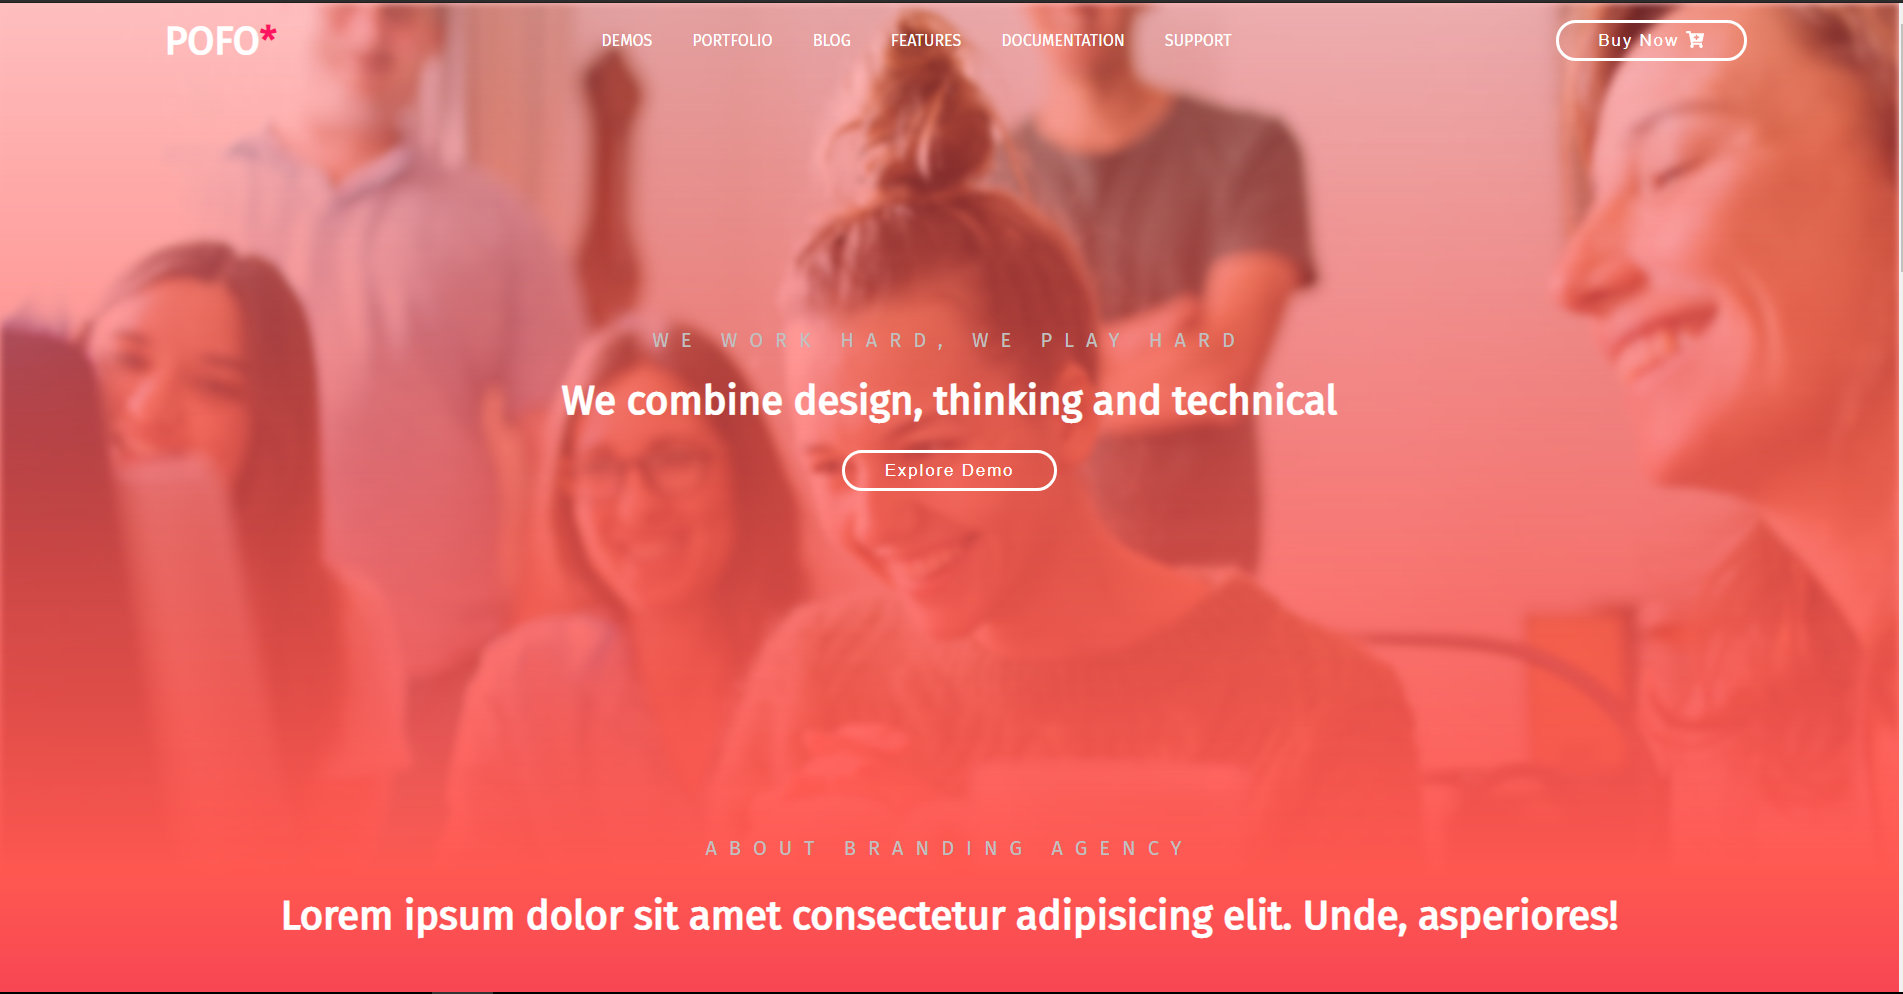 POFO*
DEMOS PORTFOLIO BLOG FEATURES DOCUMENTATION SUPPORT
Buy Now
WE WORK HARD, WE PLAY HARD
We combine design, thinking and technical
Explore Demo
ABOUT BRANDING AGENCY
Lorem ipsum dolor sit amet consectetur adipisicing elit. Unde, asperiores!